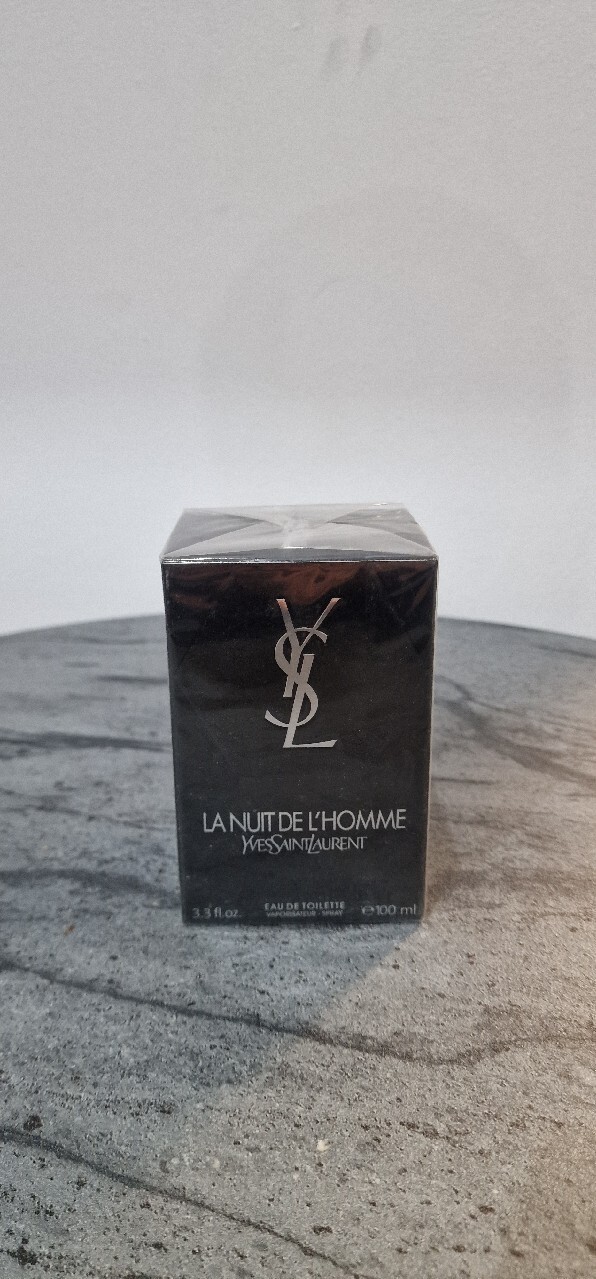 YSL
LA NUIT DE L'HOMME
YVESSAINTLAURENT
3.3 fl.oz. EAU DE TOILETTE ℮100 ml
VAPORISATEUR - SPRAY